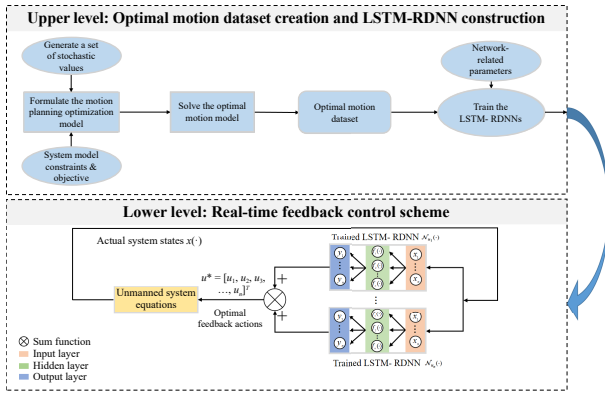 Upper level: Optimal motion dataset creation and LSTM-RDNN construction
Generate a set
of stochastic
values
Network-
related
parameters
Formulate the motion
planning optimization
model
Solve the optimal
motion model
Optimal motion
dataset
Train the
LSTM- RDNNs
System model
constraints &
objective
Lower level: Real-time feedback control scheme
Actual system states x(·)
Trained LSTM- RDNN
u* = [u₁, u₂, u₃,
…, uₙ]ᵀ
+
Unmanned system
equations
+
Optimal
feedback actions
⋮
Sum function
Input layer
Hidden layer
Output layer
Trained LSTM- RDNN